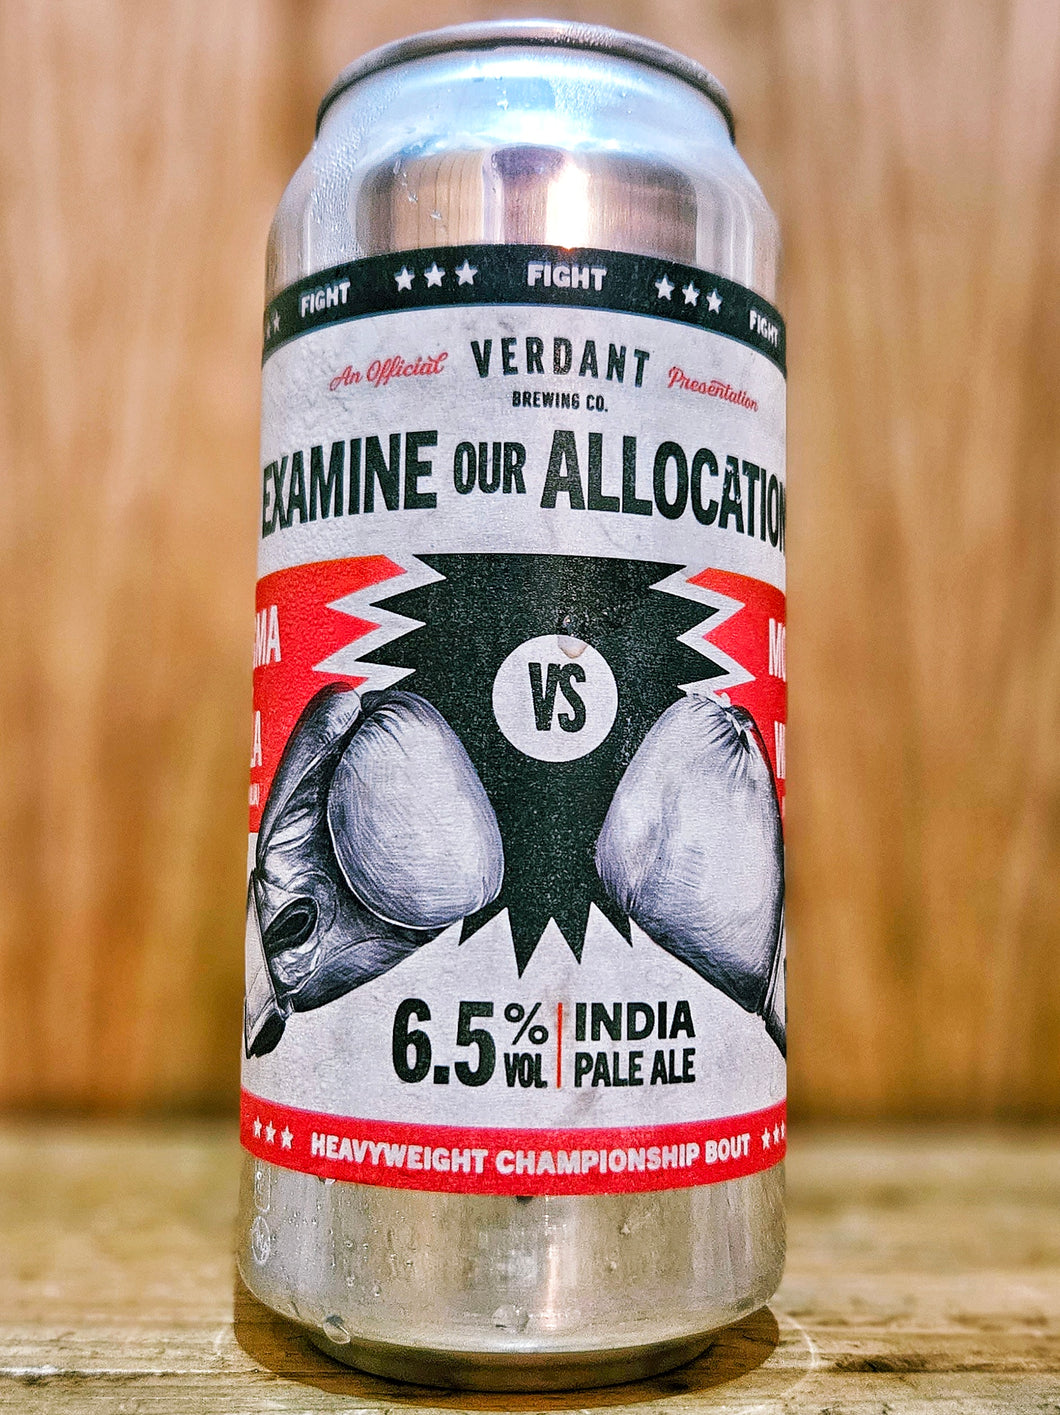 FIGHT ★★★ FIGHT ★★★ FIGHT
An Official VERDANT Presentation
BREWING CO.
EXAMINE OUR ALLOCATION
VS
6.5% VOL | INDIA PALE ALE
★★★ HEAVYWEIGHT CHAMPIONSHIP BOUT ★★★